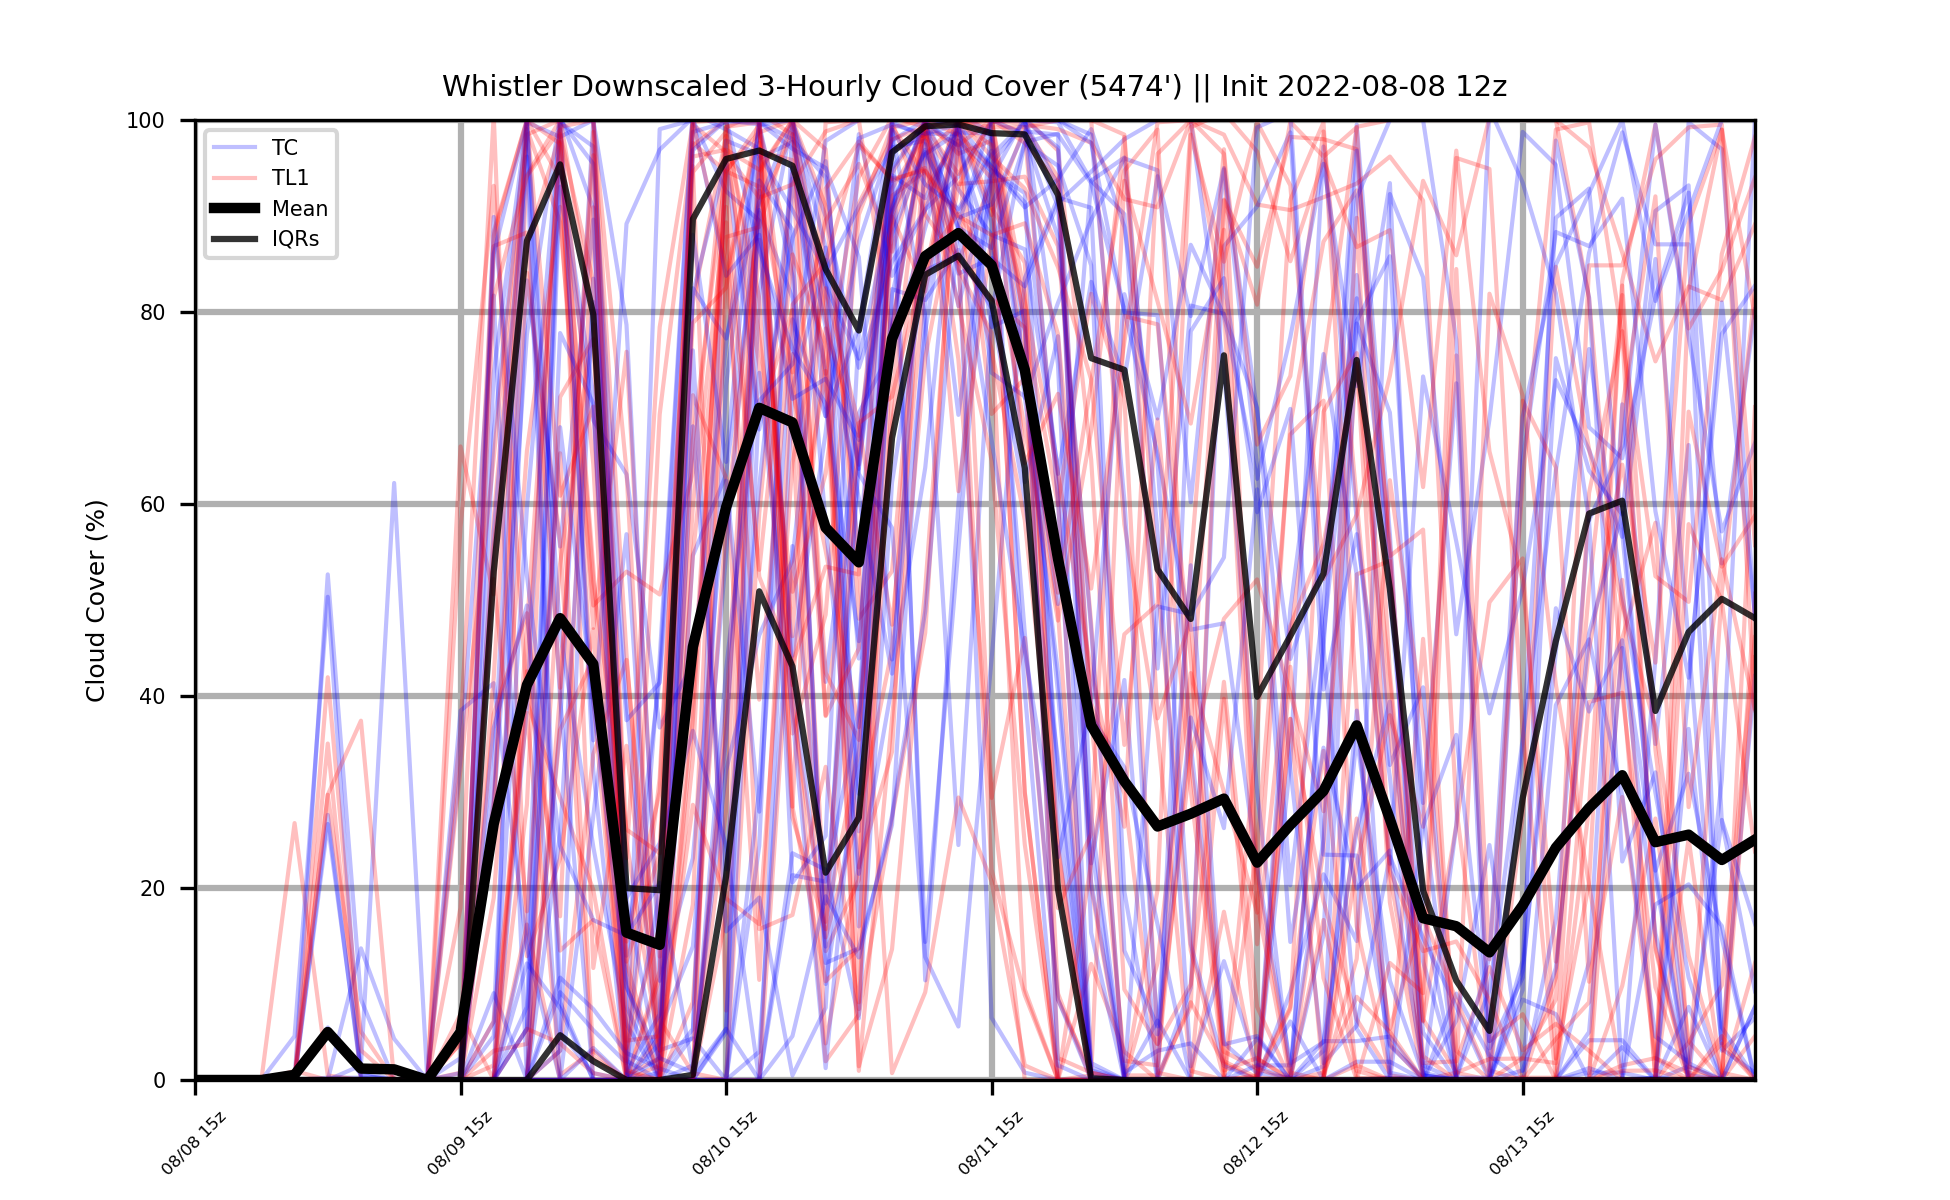 Whistler Downscaled 3-Hourly Cloud Cover (5474') || Init 2022-08-08 12z
TC
TL1
Mean
IQRs
Cloud Cover (%)
100
80
60
40
20
0
08/08 15z
08/09 15z
08/10 15z
08/11 15z
08/12 15z
08/13 15z